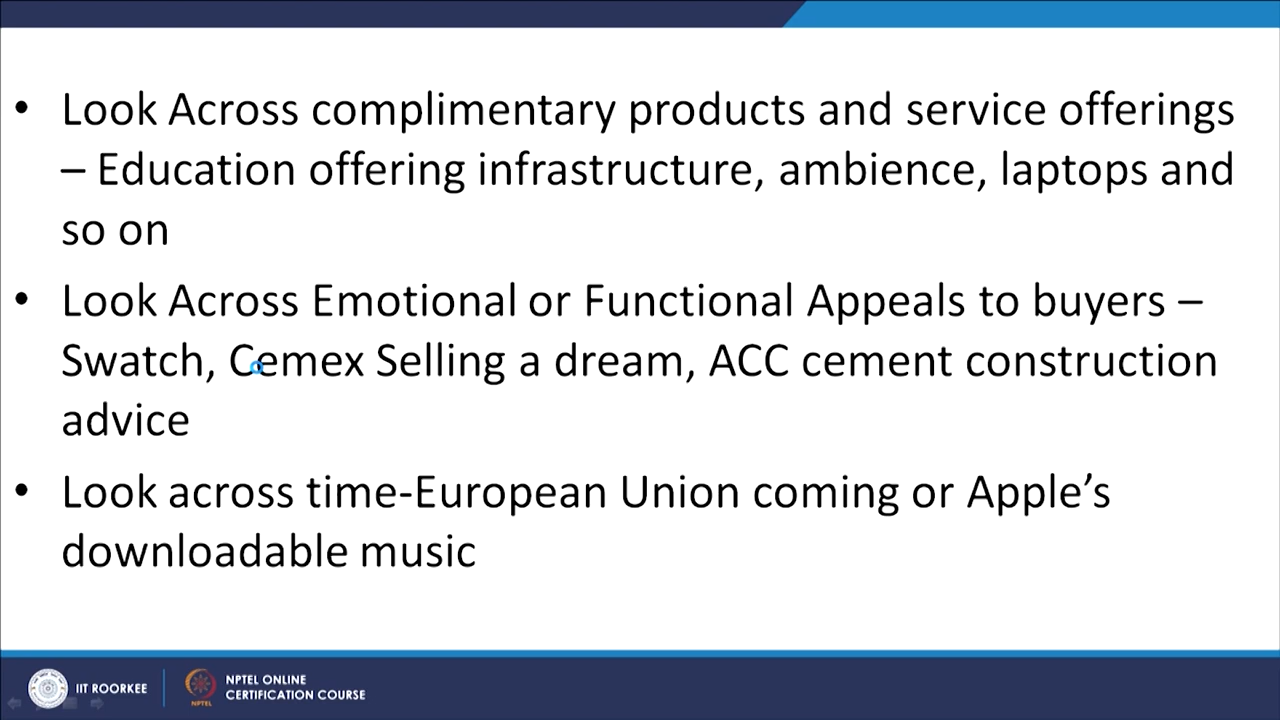 • Look Across complimentary products and service offerings
– Education offering infrastructure, ambience, laptops and
so on
• Look Across Emotional or Functional Appeals to buyers –
Swatch, Cemex Selling a dream, ACC cement construction
advice
• Look across time-European Union coming or Apple’s
downloadable music
IIT ROORKEE
NPTEL
NPTEL ONLINE
CERTIFICATION COURSE